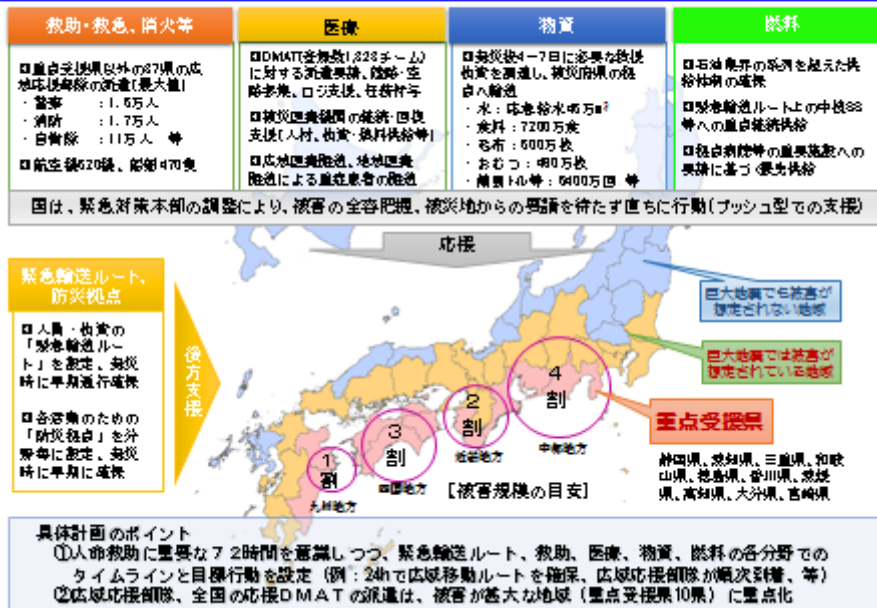 救助・救急、消火等
医療
物資
燃料
重点受援県以外の37県の広
域応援部隊の派遣(最大値)
・警察 :1.6万人
・消防 :1.7万人
・自衛隊 :11万人 等
航空機620機、船舶470隻
DMAT(登録数1,828チーム)
に対する派遣要請、陸路・空
路参集、ロジ支援、任務付与
被災医療機関の継続・回復
支援(人材、物資・燃料供給等)
広域医療搬送、地域医療
搬送による重症患者の搬送
発災後4~7日に必要な救援
物資を調達し、被災府県の拠
点へ輸送
・水:応急給水46万m³
・食料:7200万食
・毛布:600万枚
・おむつ:480万枚
・簡易トイレ等:5400万回 等
石油業界の系列を超えた供
給体制の確保
緊急輸送ルート上の中核SS
等への重点継続供給
拠点病院等の重要施設への
要請に基づく優先供給
国は、緊急対策本部の調整により、被害の全容把握、被災地からの要請を待たず直ちに行動(プッシュ型での支援)
応援
緊急輸送ルート、
防災拠点
人員・物資の
「緊急輸送ルー
ト」を設定、発災
時に早期通行確保
各活動のための
「防災拠点」を分
野毎に設定、発災
時に早期に確保
後方支援
巨大地震でも被害が
想定されない地域
巨大地震では被害が
想定されている地域
重点受援県
静岡県、愛知県、三重県、和歌
山県、徳島県、香川県、愛媛
県、高知県、大分県、宮崎県
4
割
中部地方
2
割
近畿地方
3
割
四国地方
1
割
九州地方
[被害規模の目安]
具体計画のポイント
①人命救助に重要な72時間を意識しつつ、緊急輸送ルート、救助、医療、物資、燃料の各分野での
タイムラインと目標行動を設定(例:24hで広域移動ルートを確保、広域応援部隊が順次到着、等)
②広域応援部隊、全国の応援DMATの派遣は、被害が甚大な地域(重点受援県10県)に重点化